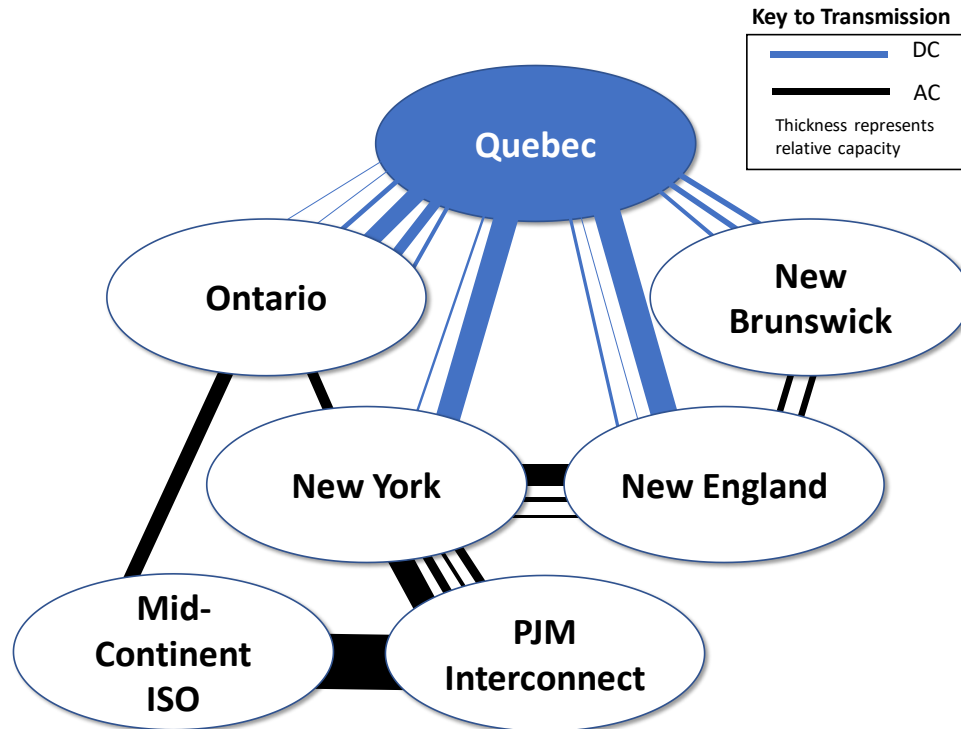 Key to Transmission
DC
AC
Thickness represents
relative capacity
Quebec
Ontario
New
Brunswick
New York
New England
Mid-
Continent
ISO
PJM
Interconnect